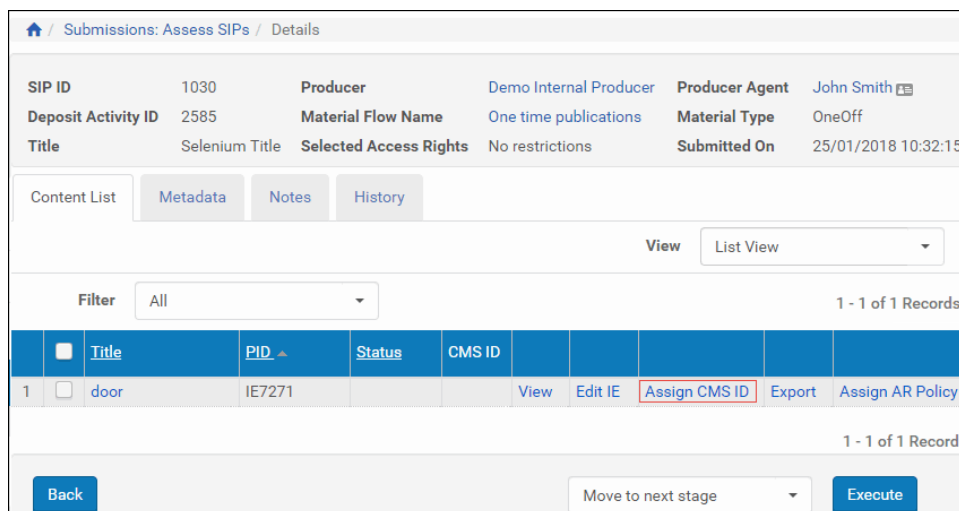 / Submissions: Assess SIPs / Details
SIP ID 1030 Producer Demo Internal Producer Producer Agent John Smith
Deposit Activity ID 2585 Material Flow Name One time publications Material Type OneOff
Title Selenium Title Selected Access Rights No restrictions Submitted On 25/01/2018 10:32:15
Content List Metadata Notes History
View List View
Filter All 1 - 1 of 1 Records
Title PID Status CMS ID
1 door IE7271 View Edit IE Assign CMS ID Export Assign AR Policy
1 - 1 of 1 Record
Back Move to next stage Execute